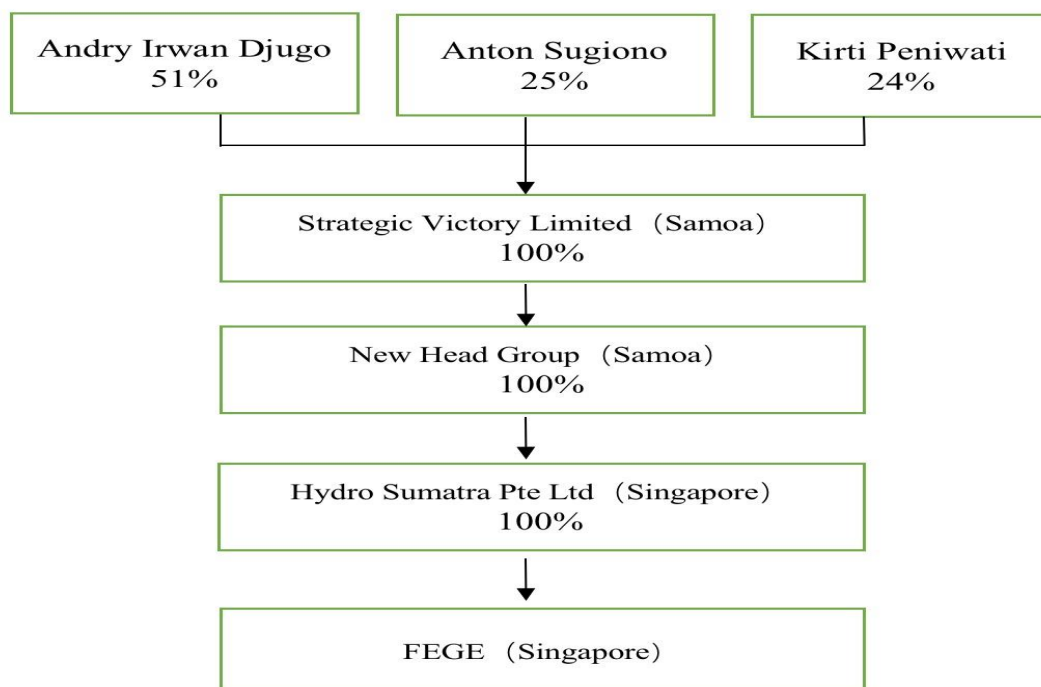 Andry Irwan Djugo
51%
Anton Sugiono
25%
Kirti Peniwati
24%
Strategic Victory Limited（Samoa）
100%
New Head Group（Samoa）
100%
Hydro Sumatra Pte Ltd（Singapore）
100%
FEGE（Singapore）